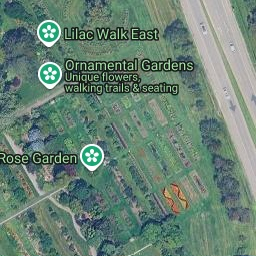 Lilac Walk East
Ornamental Gardens
Unique flowers,
walking trails & seating
Rose Garden